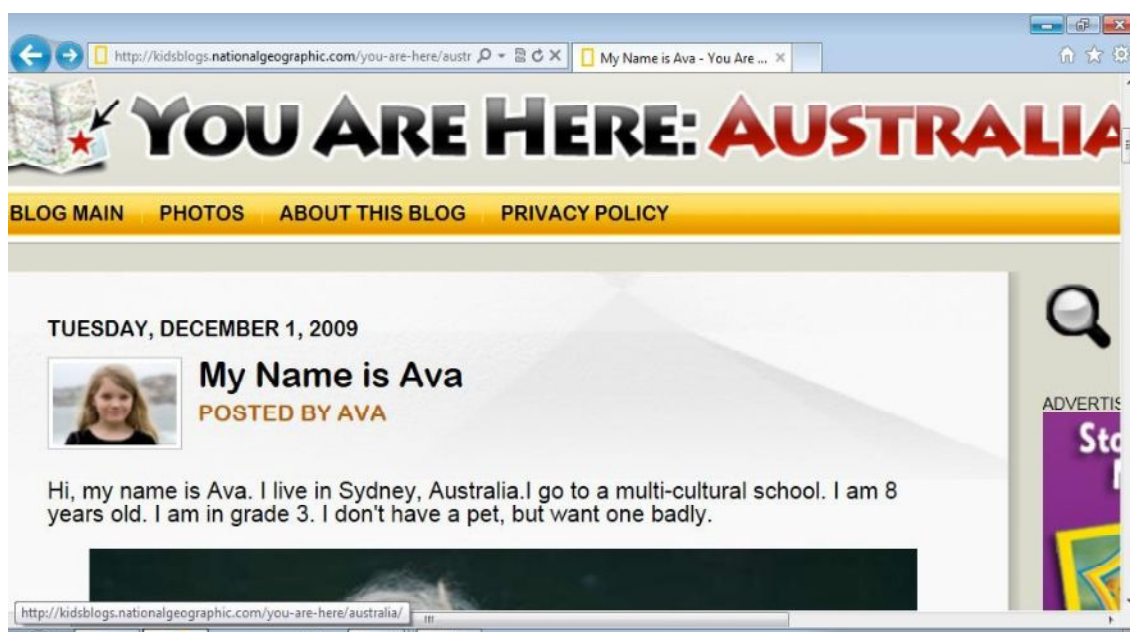 http://kidsblogs.nationalgeographic.com/you-are-here/austr
My Name is Ava - You Are ...
YOU ARE HERE: AUSTRALIA
BLOG MAIN PHOTOS ABOUT THIS BLOG PRIVACY POLICY
TUESDAY, DECEMBER 1, 2009
My Name is Ava
POSTED BY AVA
ADVERTIS
Sto
Hi, my name is Ava. I live in Sydney, Australia.I go to a multi-cultural school. I am 8
years old. I am in grade 3. I don't have a pet, but want one badly.
http://kidsblogs.nationalgeographic.com/you-are-here/australia/